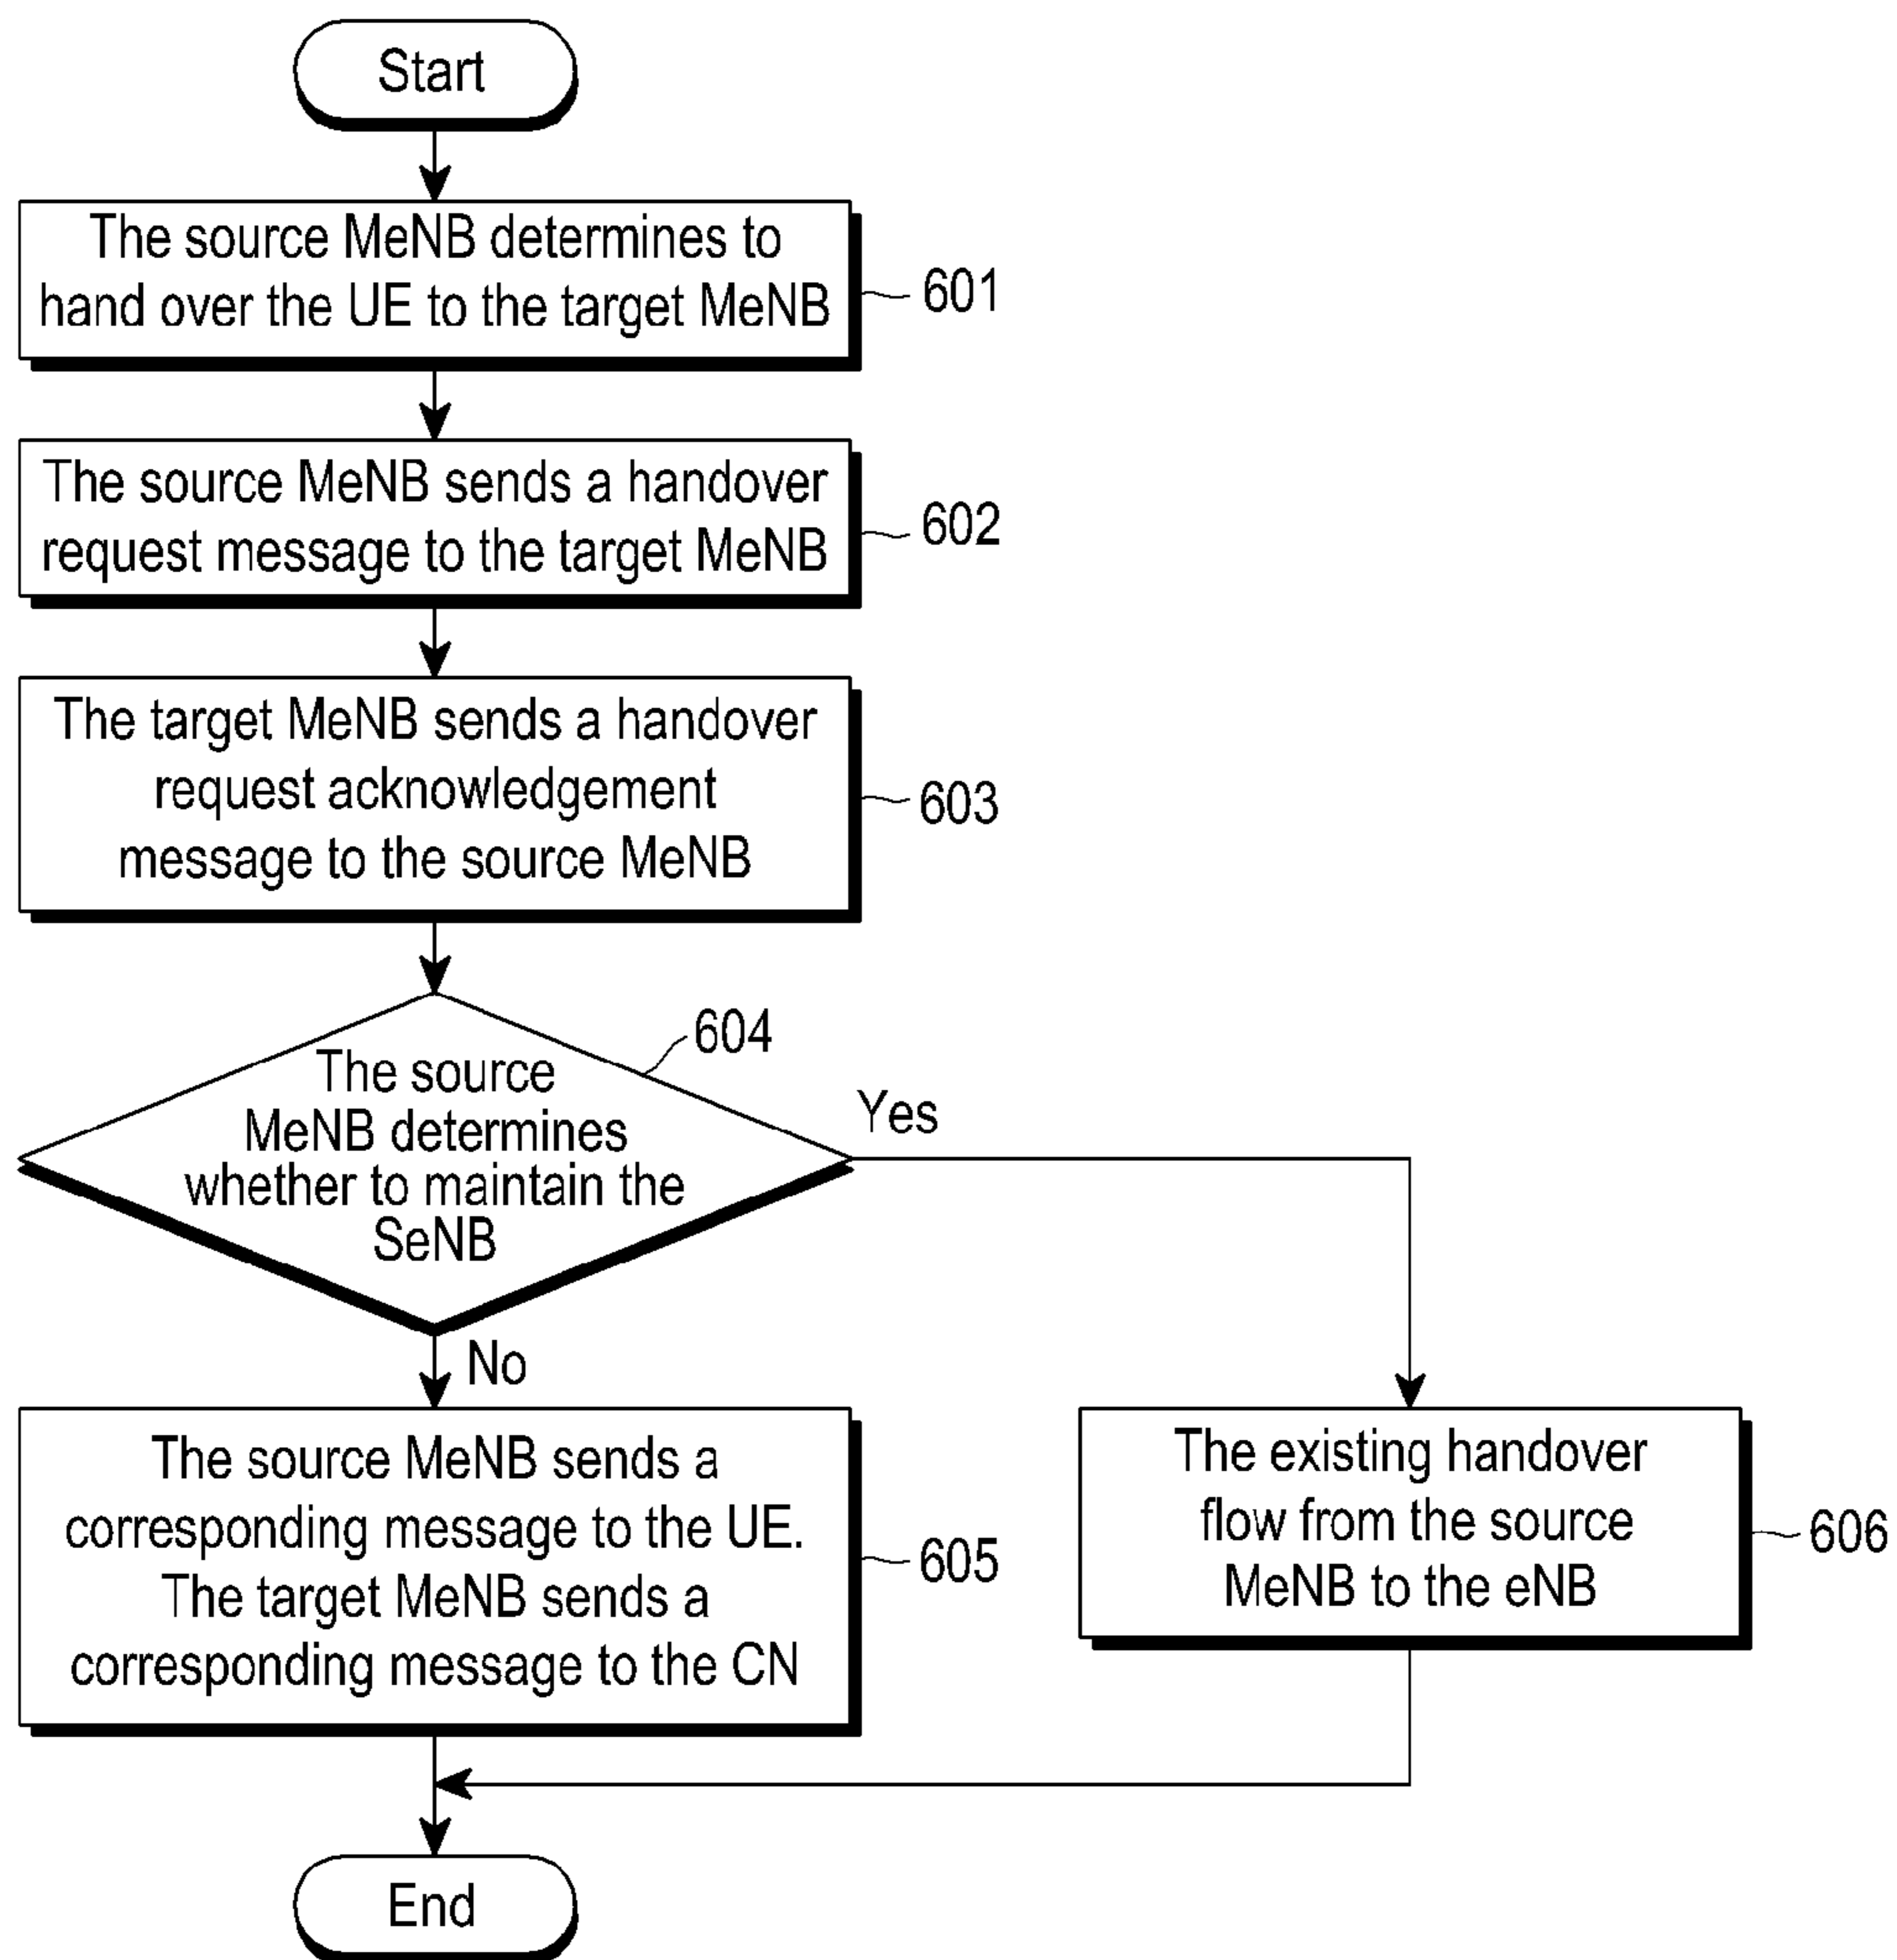 Start
The source MeNB determines to
hand over the UE to the target MeNB
601
The source MeNB sends a handover
request message to the target MeNB
602
The target MeNB sends a handover
request acknowledgement
message to the source MeNB
603
604
The source
MeNB determines
whether to maintain the
SeNB
Yes
No
The source MeNB sends a
corresponding message to the UE.
The target MeNB sends a
corresponding message to the CN
605
The existing handover
flow from the source
MeNB to the eNB
606
End